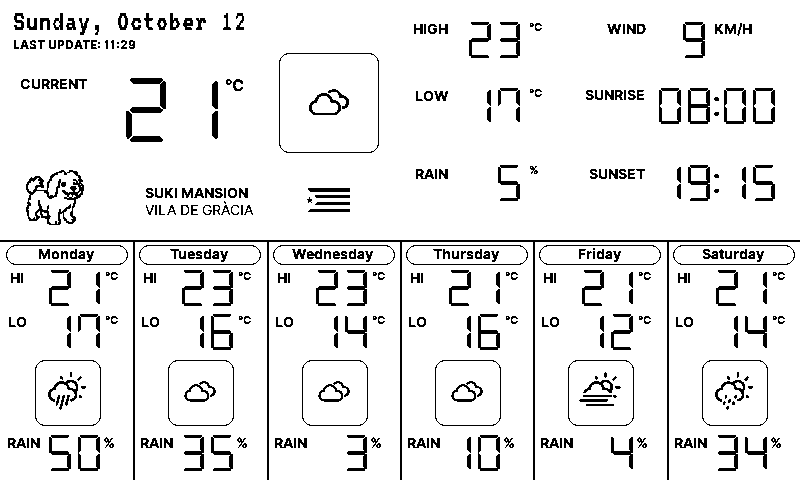 Sunday, October 12
LAST UPDATE: 11:29
CURRENT 21 °C
HIGH 23 °C
WIND 9 KM/H
LOW 17 °C
SUNRISE 08:00
RAIN 5 %
SUNSET 19:15
SUKI MANSION
VILA DE GRÀCIA
Monday
HI 21 °C
LO 17 °C
RAIN 50 %
Tuesday
HI 23 °C
LO 16 °C
RAIN 35 %
Wednesday
HI 23 °C
LO 14 °C
RAIN 3 %
Thursday
HI 21 °C
LO 16 °C
RAIN 10 %
Friday
HI 21 °C
LO 12 °C
RAIN 4 %
Saturday
HI 21 °C
LO 14 °C
RAIN 34 %